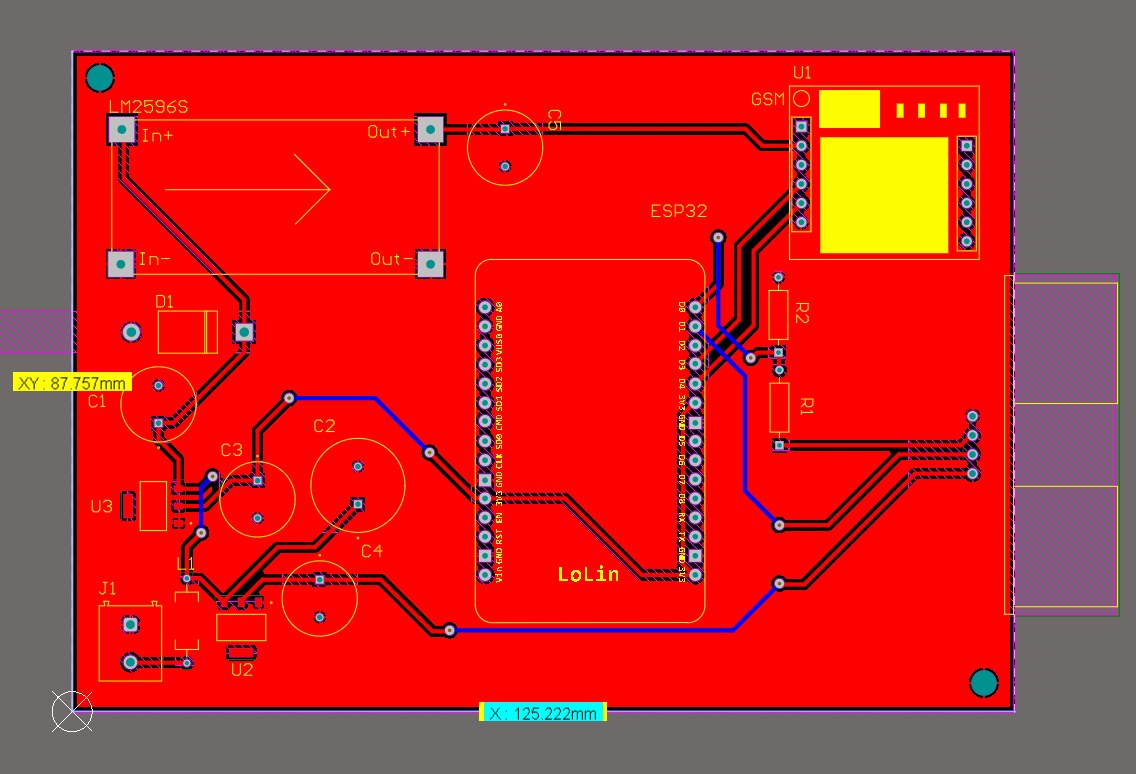 U1
LM2596S
GSM
C5
In+
Out+
ESP32
In-
Out-
D1
R2
XY : 87.757mm
C1
R1
C2
C3
U3
C4
L1
J1
U2
A0
GND
VU
SD3
SD2
SD1
CMD
SD0
CLK
GND
3V3
EN
RST
GND
Vin
D0
D1
D2
D3
D4
3V3
GND
D5
D6
D7
D8
RX
TX
GND
3V3
LoLin
X : 125.222mm